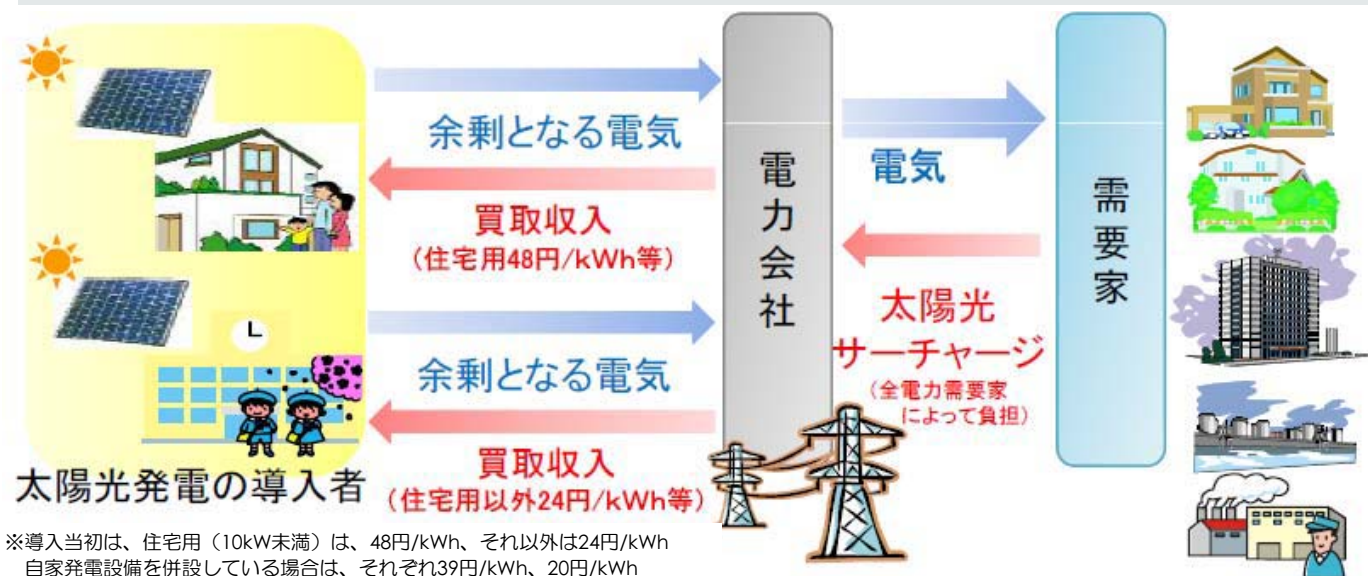 余剰となる電気
買取収入
(住宅用48円/kWh等)
余剰となる電気
買取収入
(住宅用以外24円/kWh等)
太陽光発電の導入者
電力会社
電気
太陽光
サーチャージ
(全電力需要家
によって負担)
需要家
※導入当初は、住宅用（10kW未満）は、48円/kWh、それ以外は24円/kWh
自家発電設備を併設している場合は、それぞれ39円/kWh、20円/kWh